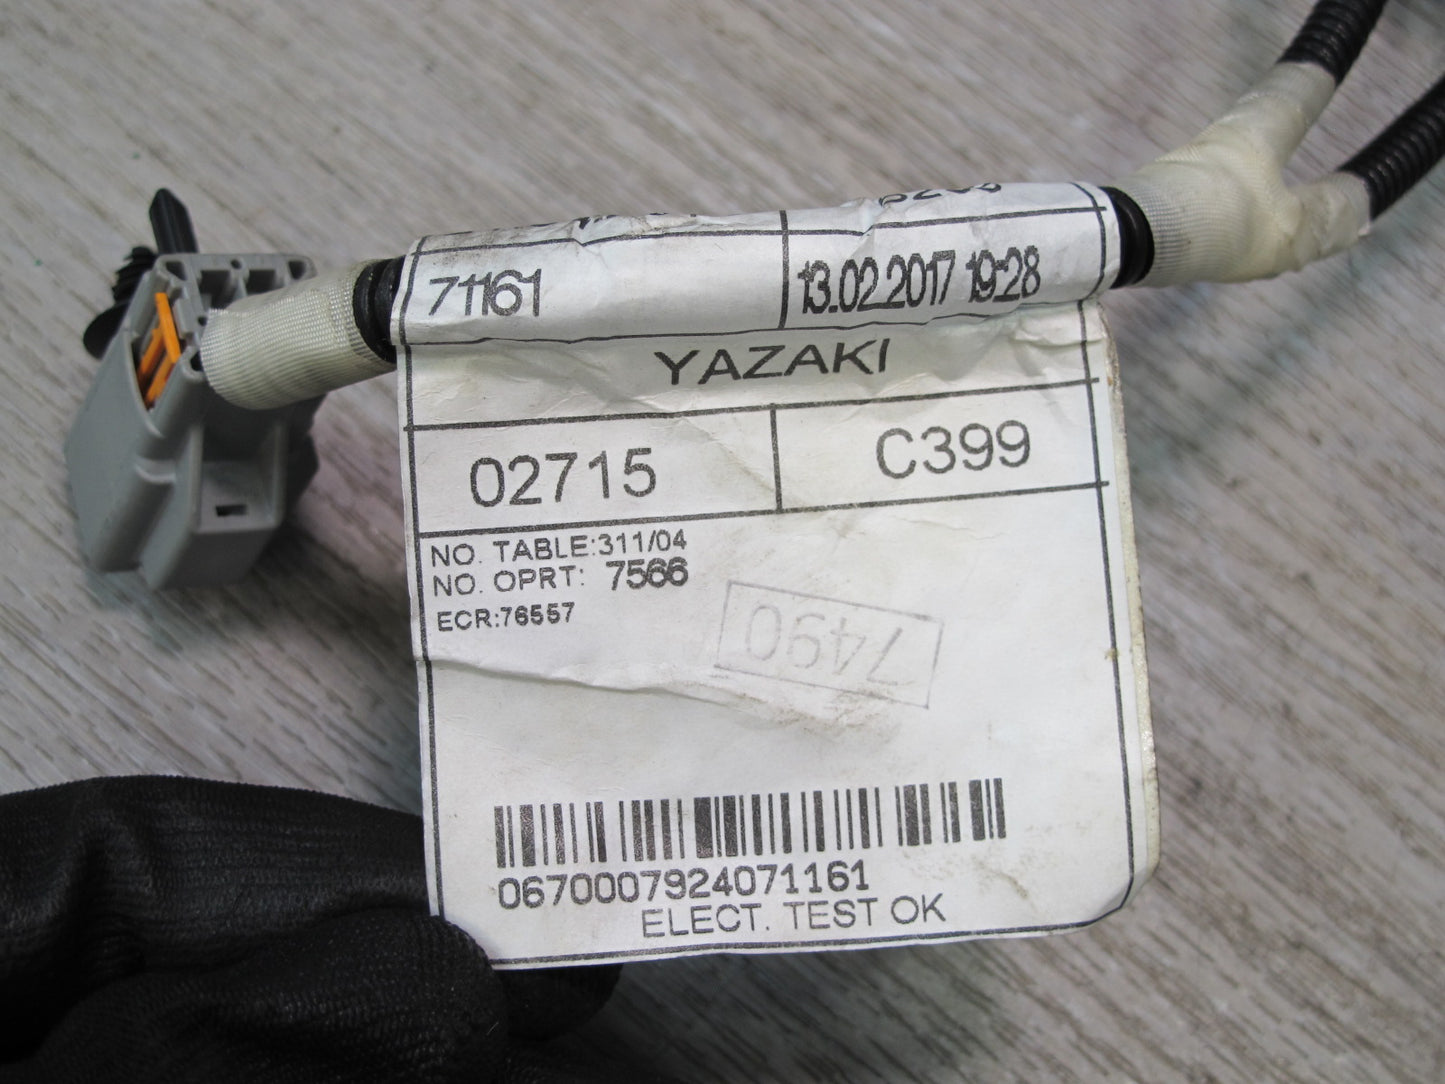 71161 13.02.2017 19:28
YAZAKI
02715 C399
NO. TABLE:311/04
NO. OPRT: 7566
ECR:76557
7490
0670007924071161
ELECT. TEST OK